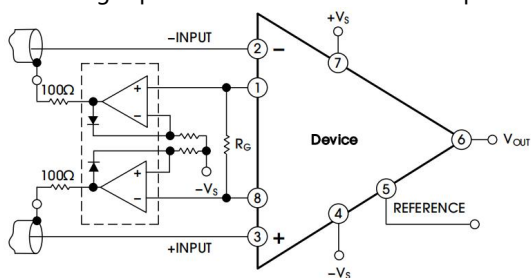 −INPUT
+VS
2
−
7
100Ω
+
1
−
RG
Device
6
VOUT
100Ω
−VS
5
+
REFERENCE
−
8
4
3
+
+INPUT
−VS